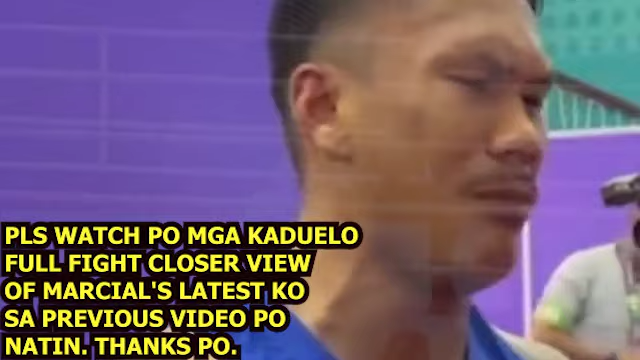 PLS WATCH PO MGA KADUELO
FULL FIGHT CLOSER VIEW
OF MARCIAL'S LATEST KO
SA PREVIOUS VIDEO PO
NATIN. THANKS PO.